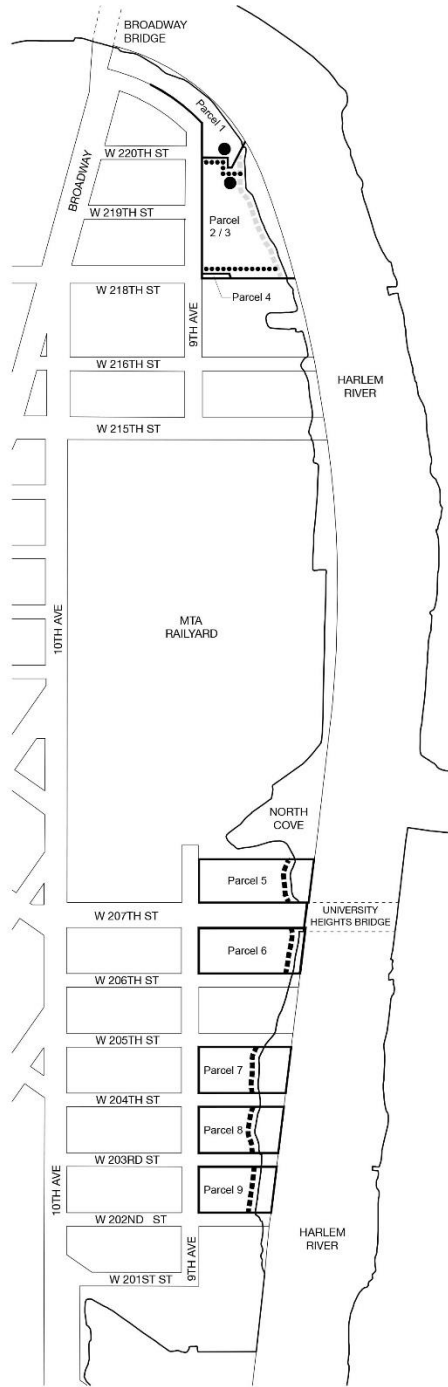 BROADWAY
BRIDGE
Parcel 1
W 220TH ST
BROADWAY
W 219TH ST
Parcel
2 / 3
W 218TH ST
Parcel 4
9TH AVE
W 216TH ST
HARLEM
RIVER
W 215TH ST
10TH AVE
MTA
RAILYARD
NORTH
COVE
Parcel 5
W 207TH ST
UNIVERSITY
HEIGHTS BRIDGE
Parcel 6
W 206TH ST
W 205TH ST
Parcel 7
W 204TH ST
Parcel 8
W 203RD ST
10TH AVE
Parcel 9
W 202ND ST
9TH AVE
HARLEM
RIVER
W 201ST ST